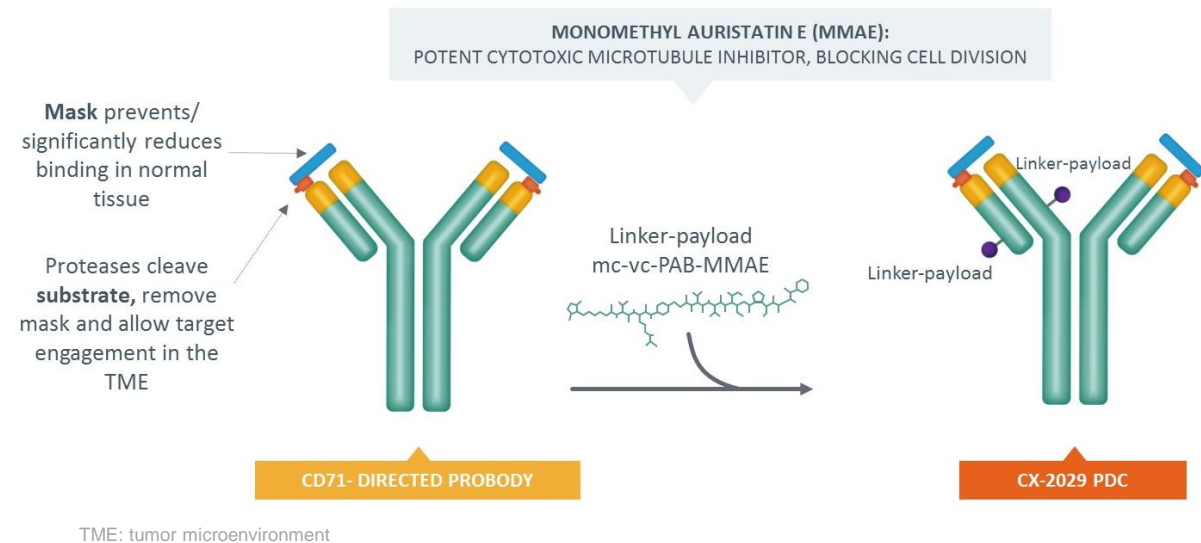 MONOMETHYL AURISTATIN E (MMAE):
POTENT CYTOTOXIC MICROTUBULE INHIBITOR, BLOCKING CELL DIVISION
Mask prevents/
significantly reduces
binding in normal
tissue
Proteases cleave
substrate, remove
mask and allow target
engagement in the
TME
Linker-payload
mc-vc-PAB-MMAE
Linker-payload
Linker-payload
CD71- DIRECTED PROBODY
CX-2029 PDC
TME: tumor microenvironment